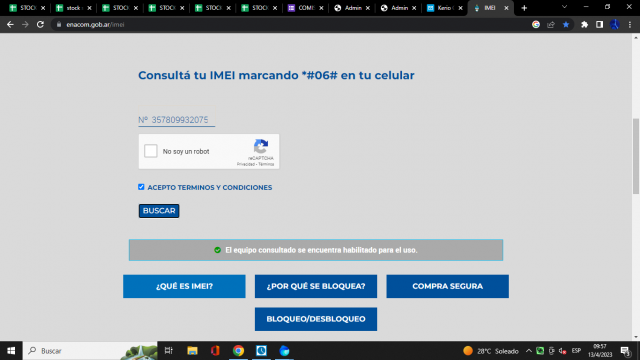 STOCK
stock
STOCK
STOCK
STOCK
STOCK
COMI
Admin
Admin
Kerio
IMEI
enacom.gob.ar/imei
Consultá tu IMEI marcando *#06# en tu celular
Nº 357809932075
No soy un robot
reCAPTCHA
Privacidad - Términos
ACEPTO TERMINOS Y CONDICIONES
BUSCAR
El equipo consultado se encuentra habilitado para el uso.
¿QUÉ ES IMEI?
¿POR QUÉ SE BLOQUEA?
COMPRA SEGURA
BLOQUEO/DESBLOQUEO
Buscar
28°C Soleado
ESP
09:57
13/4/2023